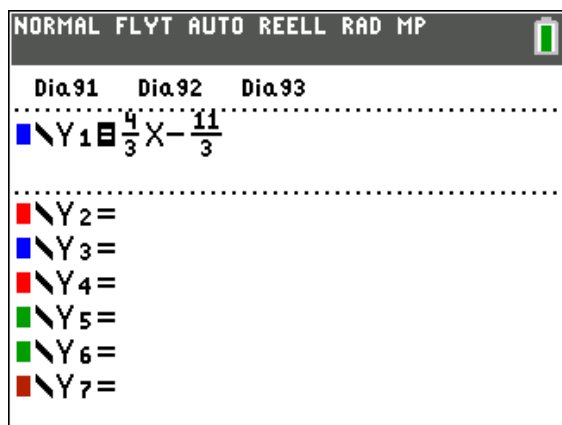 NORMAL FLYT AUTO REELL RAD MP
Dia91 Dia92 Dia93
\Y1=4/3X-11/3
\Y2=
\Y3=
\Y4=
\Y5=
\Y6=
\Y7=